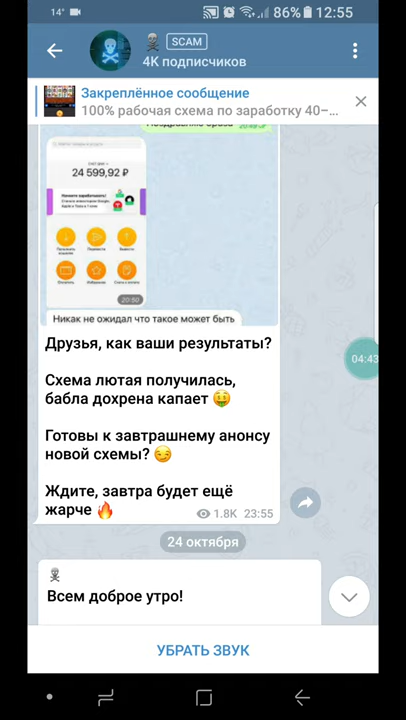 14° 86% 12:55
SCAM
4K подписчиков
Закреплённое сообщение
100% рабочая схема по заработку 40–...
20:49
24 599,92 ₽
20:50
Никак не ожидал что такое может быть
Друзья, как ваши результаты?
04:43
Схема лютая получилась,
бабла дохрена капает 🤑
Готовы к завтрашнему анонсу
новой схемы? 😏
Ждите, завтра будет ещё
жарче 🔥 1.8K 23:55
24 октября
☠
Всем доброе утро!
УБРАТЬ ЗВУК